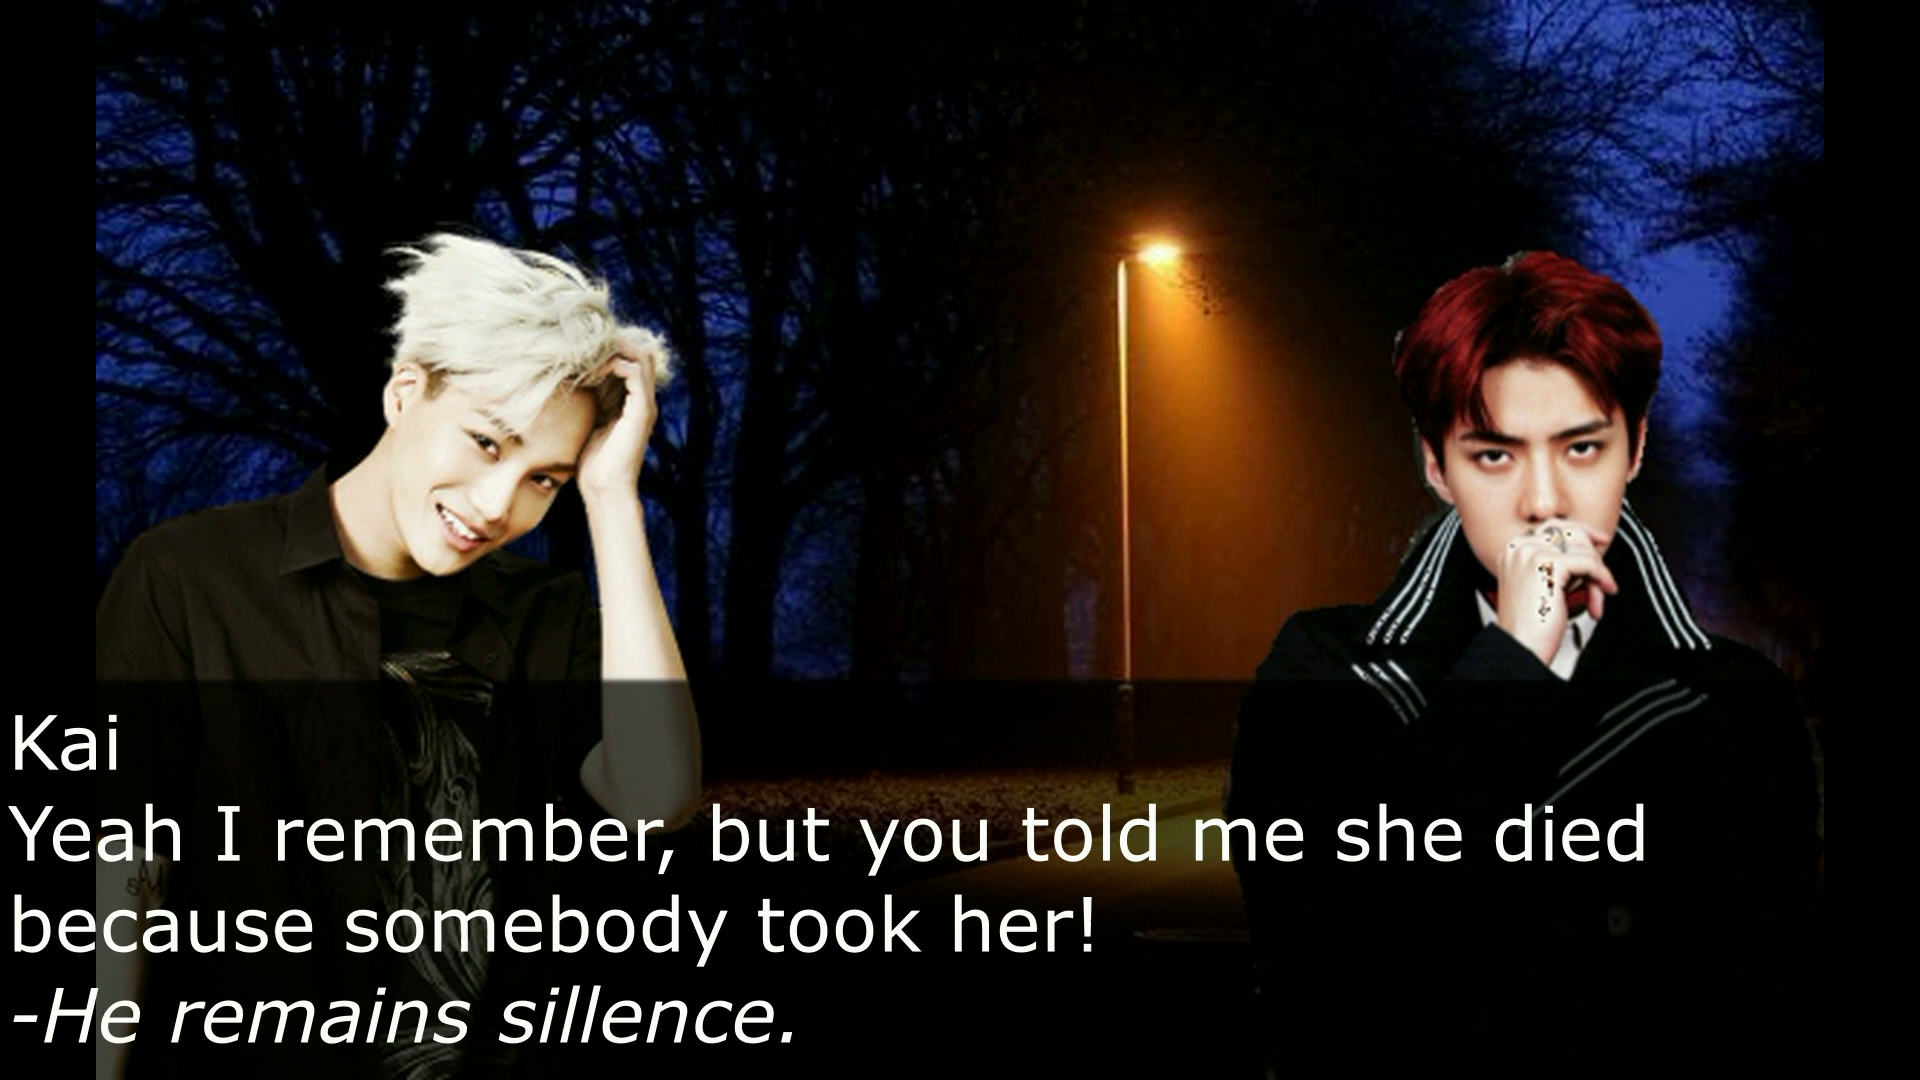 Kai
Yeah I remember, but you told me she died
because somebody took her!
-He remains sillence.